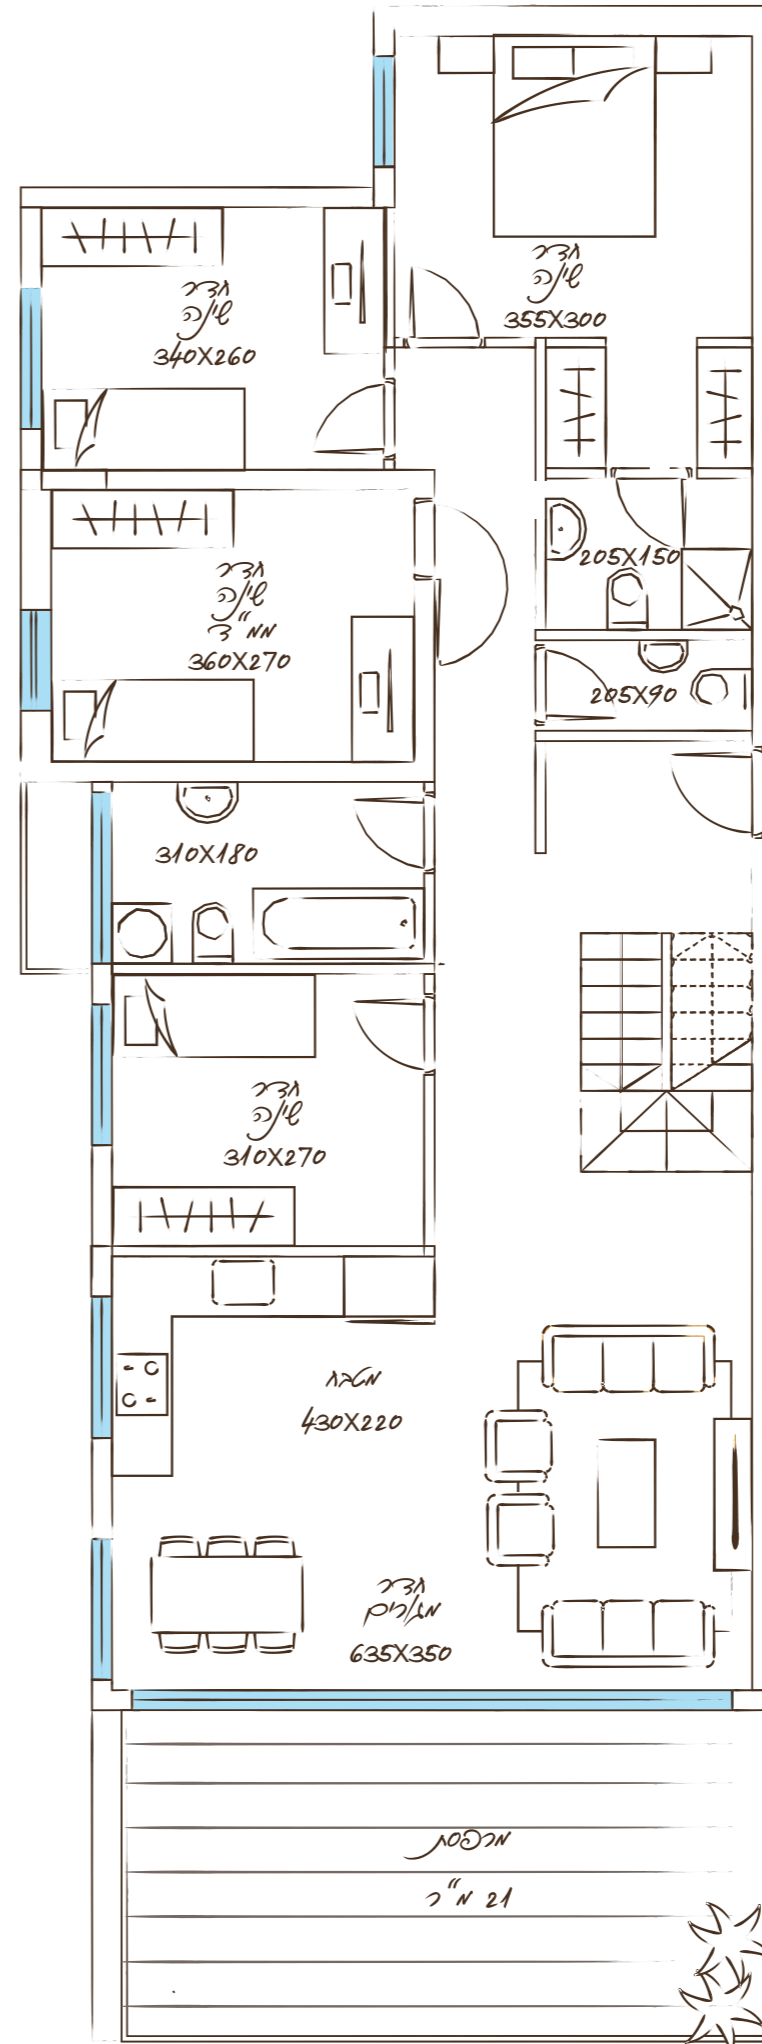 חדר
שינה
355X300
חדר
שינה
340X260
205X150
חדר
שינה
ממ"ד
360X270
205X90
310X180
חדר
שינה
310X270
מטבח
430X220
חדר
מגורים
635X350
מרפסת
21 מ"ר